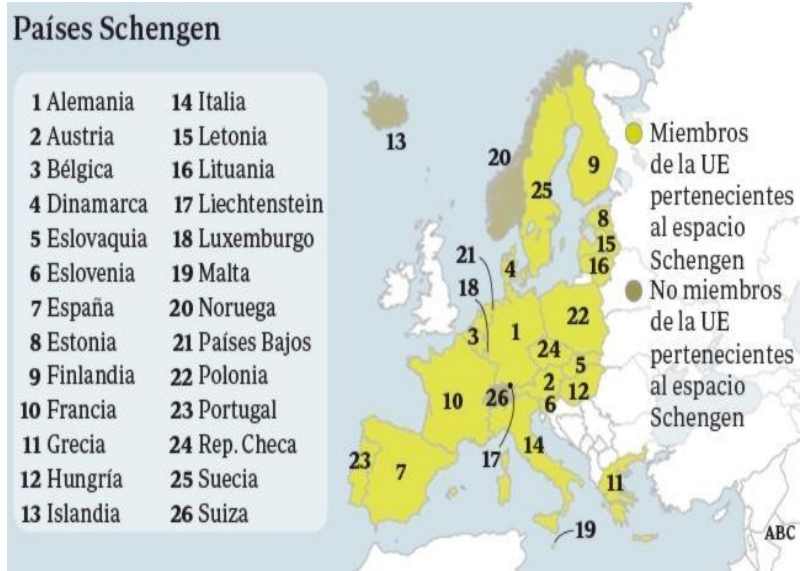 Países Schengen
1 Alemania
2 Austria
3 Bélgica
4 Dinamarca
5 Eslovaquia
6 Eslovenia
7 España
8 Estonia
9 Finlandia
10 Francia
11 Grecia
12 Hungría
13 Islandia
14 Italia
15 Letonia
16 Lituania
17 Liechtenstein
18 Luxemburgo
19 Malta
20 Noruega
21 Países Bajos
22 Polonia
23 Portugal
24 Rep. Checa
25 Suecia
26 Suiza
13
20
9
25
8
15
16
21
4
18
22
3
1
24
5
2
12
10
26
6
17
14
23
7
11
19
Miembros
de la UE
pertenecientes
al espacio
Schengen
No miembros
de la UE
pertenecientes
al espacio
Schengen
ABC